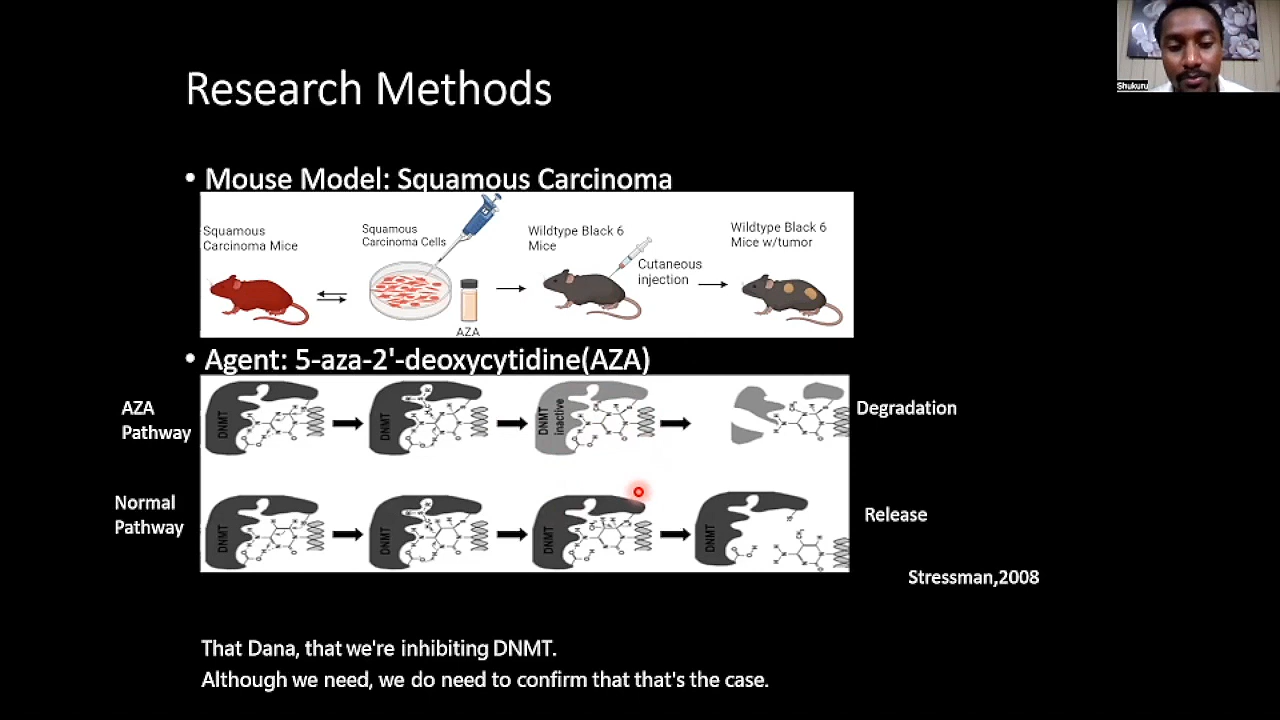 Shukuru
Research Methods
• Mouse Model: Squamous Carcinoma
Squamous
Carcinoma Mice
Squamous
Carcinoma Cells
AZA
Wildtype Black 6
Mice
Cutaneous
injection
Wildtype Black 6
Mice w/tumor
• Agent: 5-aza-2'-deoxycytidine(AZA)
AZA
Pathway
DNMT
DNMT
DNMT
inactive
Degradation
Normal
Pathway
DNMT
DNMT
DNMT
DNMT
Release
Stressman,2008
That Dana, that we're inhibiting DNMT.
Although we need, we do need to confirm that that's the case.